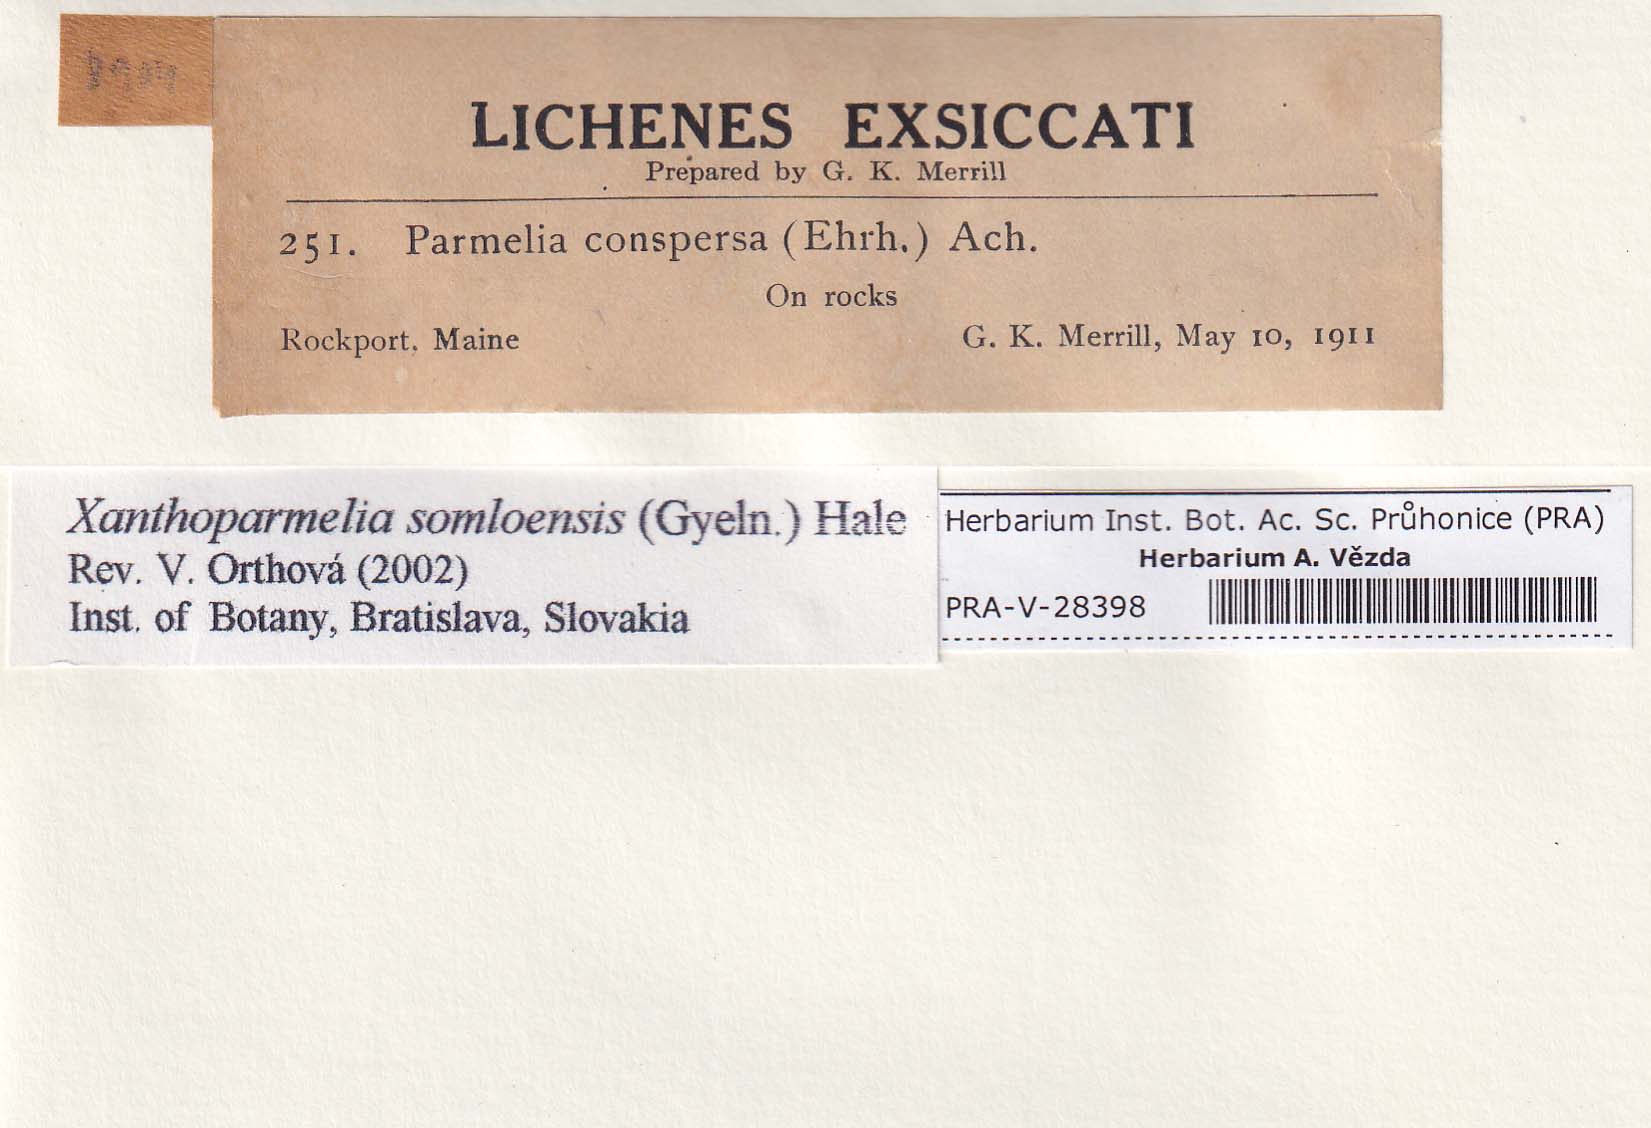 LICHENES EXSICCATI
Prepared by G. K. Merrill
251. Parmelia conspersa (Ehrh.) Ach.
On rocks
Rockport, Maine G. K. Merrill, May 10, 1911
Xanthoparmelia somloensis (Gyeln.) Hale
Rev. V. Orthová (2002)
Inst. of Botany, Bratislava, Slovakia
Herbarium Inst. Bot. Ac. Sc. Průhonice (PRA)
Herbarium A. Vězda
PRA-V-28398